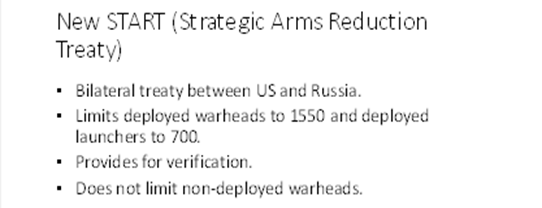 New START (Strategic Arms Reduction
Treaty)
▪ Bilateral treaty between US and Russia.
▪ Limits deployed warheads to 1550 and deployed
launchers to 700.
▪ Provides for verification.
▪ Does not limit non-deployed warheads.